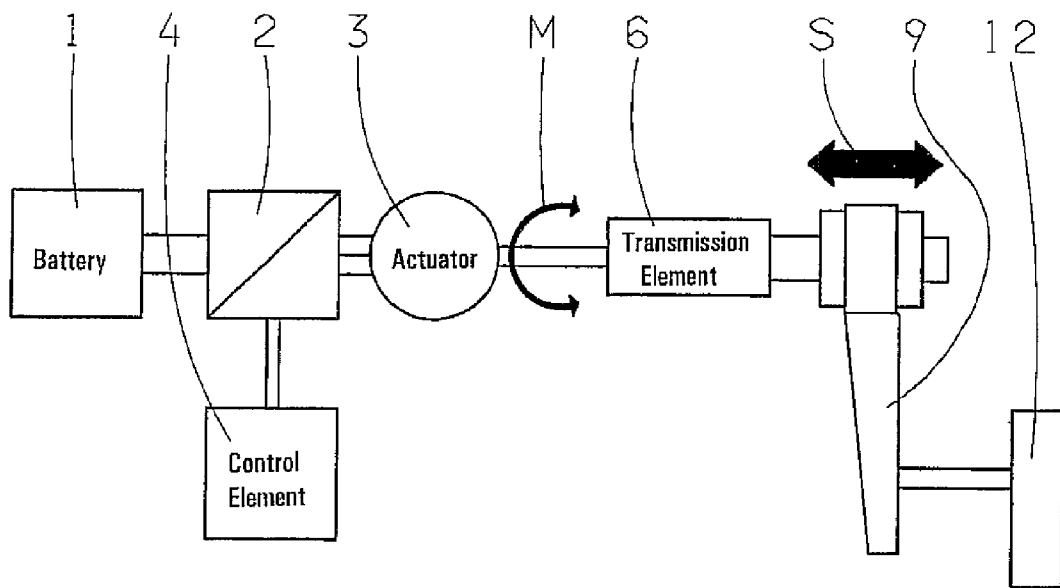 1 4 2 3 M 6 S 9 12
Battery
Actuator
Transmission
Element
Control
Element